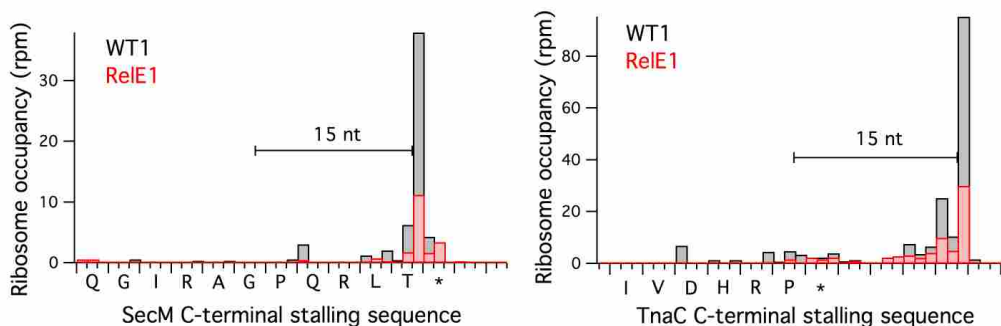 Ribosome occupancy (rpm)
30
20
10
0
WT1
RelE1
15 nt
Q G I R A G P Q R L T *
SecM C-terminal stalling sequence
Ribosome occupancy (rpm)
80
60
40
20
0
WT1
RelE1
15 nt
I V D H R P *
TnaC C-terminal stalling sequence